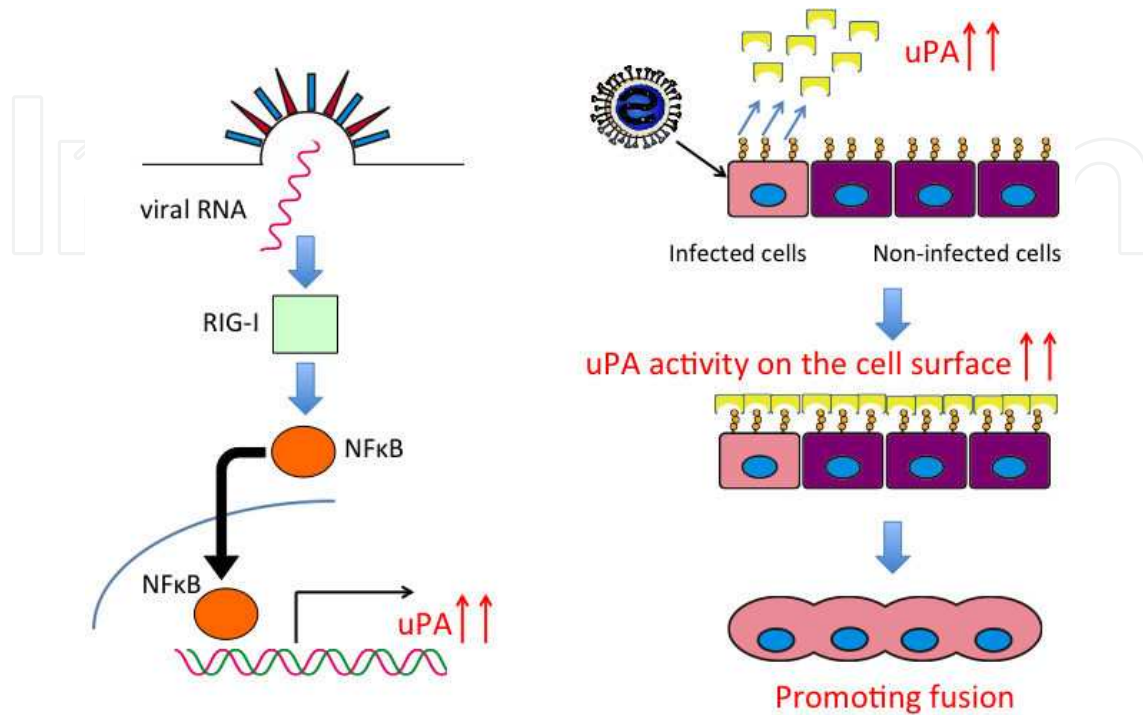 viral RNA
RIG-I
NFκB
NFκB
uPA
uPA
Infected cells
Non-infected cells
uPA activity on the cell surface
Promoting fusion